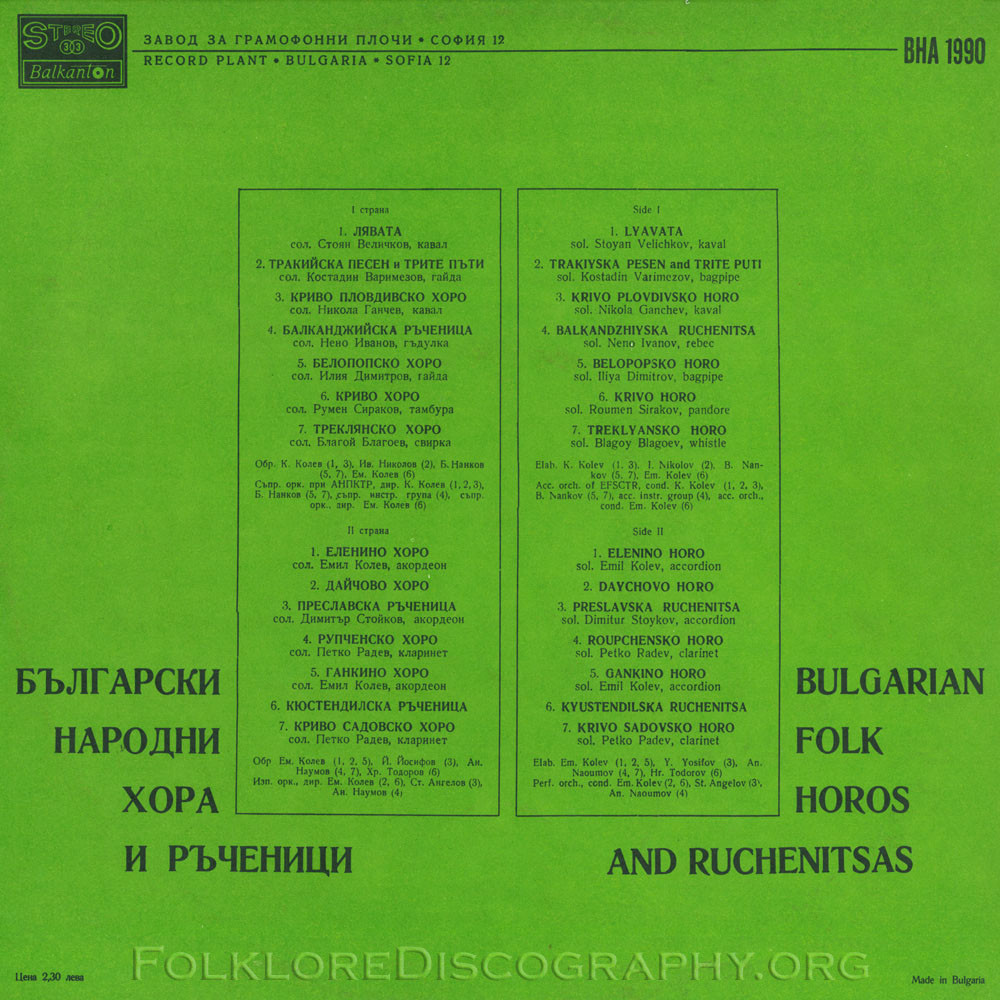 STEREO
33
Balkanton
ЗАВОД ЗА ГРАМОФОННИ ПЛОЧИ • СОФИЯ 12
RECORD PLANT • BULGARIA • SOFIA 12
ВНА 1990
I страна
1. ЛЯВАТА
сол. Стоян Величков, кавал
2. ТРАКИЙСКА ПЕСЕН и ТРИТЕ ПЪТИ
сол. Костадин Варимезов, гайда
3. КРИВО ПЛОВДИВСКО ХОРО
сол. Никола Ганчев, кавал
4. БАЛКАНДЖИЙСКА РЪЧЕНИЦА
сол. Нено Иванов, гъдулка
5. БЕЛОПОПСКО ХОРО
сол. Илия Димитров, гайда
6. КРИВО ХОРО
сол. Румен Сираков, тамбура
7. ТРЕКЛЯНСКО ХОРО
сол. Благой Благоев, свирка
Обр. К. Колев (1, 3), Ив. Николов (2), Б. Нанков
(5, 7), Ем. Колев (6)
Съпр. орк. при АНПКТР, дир. К. Колев (1, 2, 3),
Б. Нанков (5, 7), съпр. инстр. група (4), съпр.
орк., дир. Ем. Колев (6)
II страна
1. ЕЛЕНИНО ХОРО
сол. Емил Колев, акордеон
2. ДАЙЧОВО ХОРО
3. ПРЕСЛАВСКА РЪЧЕНИЦА
сол. Димитър Стойков, акордеон
4. РУПЧЕНСКО ХОРО
сол. Петко Радев, кларинет
5. ГАНКИНО ХОРО
сол. Емил Колев, акордеон
6. КЮСТЕНДИЛСКА РЪЧЕНИЦА
7. КРИВО САДОВСКО ХОРО
сол. Петко Радев, кларинет
Обр Ем. Колев (1, 2, 5), Й. Йосифов (3), Ан.
Наумов (4, 7), Хр. Тодоров (6)
Изп. орк., дир. Ем. Колев (2, 6), Ст. Ангелов (3),
Ан. Наумов (4)
Side I
1. LYAVATA
sol. Stoyan Velichkov, kaval
2. TRAKIYSKA PESEN and TRITE PUTI
sol. Kostadin Varimezov, bagpipe
3. KRIVO PLOVDIVSKO HORO
sol. Nikola Ganchev, kaval
4. BALKANDZHIYSKA RUCHENITSA
sol. Neno Ivanov, rebec
5. BELOPOPSKO HORO
sol. Iliya Dimitrov, bagpipe
6. KRIVO HORO
sol. Roumen Sirakov, pandore
7. TREKLYANSKO HORO
sol. Blagoy Blagoev, whistle
Elab. K. Kolev (1. 3). I. Nikolov (2). B. Nan-
kov (5, 7), Em. Kolev (6)
Acc. orch. of EFSCTR, cond. K. Kolev (1, 2, 3),
B. Nankov (5, 7), acc. instr. group (4), acc. orch.,
cond. Em. Kolev (6)
Side II
1. ELENINO HORO
sol. Emil Kolev, accordion
2. DAYCHOVO HORO
3. PRESLAVSKA RUCHENITSA
sol. Dimitur Stoykov, accordion
4. ROUPCHENSKO HORO
sol. Petko Radev, clarinet
5. GANKINO HORO
sol. Emil Kolev, accordion
6. KYUSTENDILSKA RUCHENITSA
7. KRIVO SADOVSKO HORO
sol. Petko Padev, clarinet
Elab. Em. Kolev (1, 2, 5), Y. Yosifov (3), An.
Naoumov (4, 7), Hr. Todorov (6)
Perf. orch., cond. Em. Kolev (2, 6), St. Angelov (3),
An. Naoumov (4)
БЪЛГАРСКИ
НАРОДНИ
ХОРА
И РЪЧЕНИЦИ
BULGARIAN
FOLK
HOROS
AND RUCHENITSAS
FOLKLOREDISCOGRAPHY.ORG
Цена 2,30 лева
Made in Bulgaria